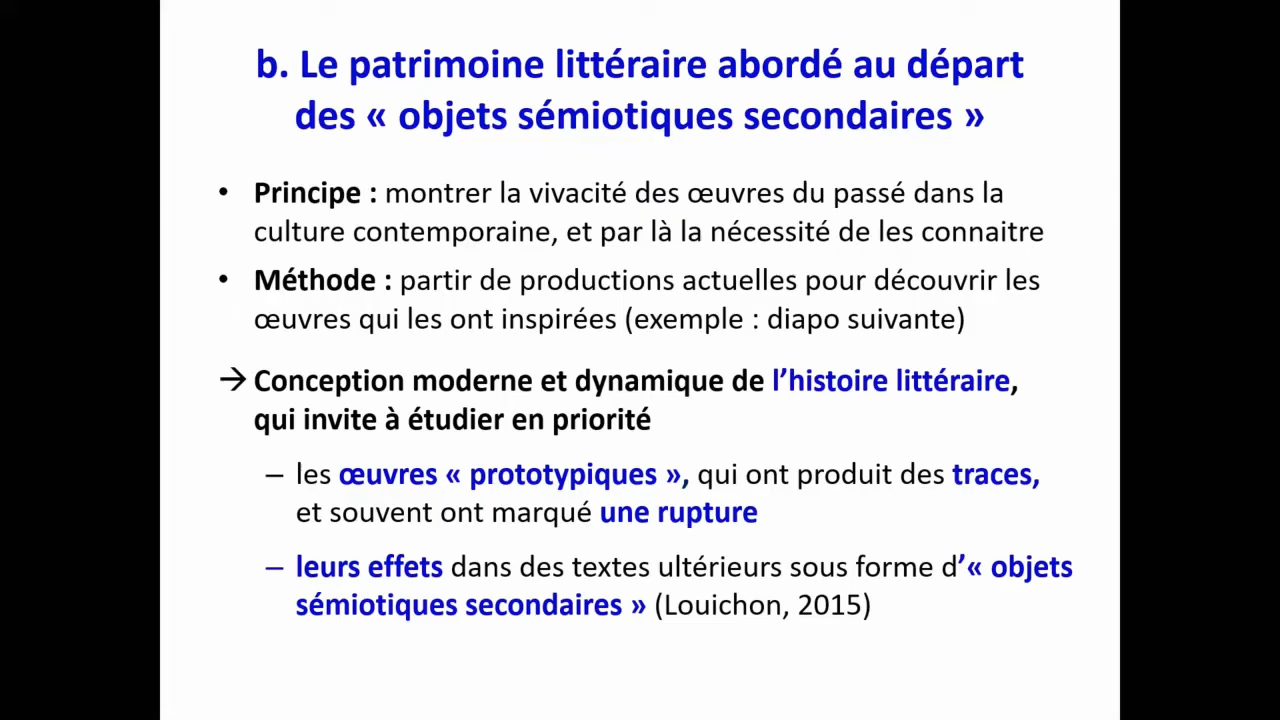 b. Le patrimoine littéraire abordé au départ
des « objets sémiotiques secondaires »
• Principe : montrer la vivacité des œuvres du passé dans la
culture contemporaine, et par là la nécessité de les connaitre
• Méthode : partir de productions actuelles pour découvrir les
œuvres qui les ont inspirées (exemple : diapo suivante)
→ Conception moderne et dynamique de l’histoire littéraire,
qui invite à étudier en priorité
– les œuvres « prototypiques », qui ont produit des traces,
et souvent ont marqué une rupture
– leurs effets dans des textes ultérieurs sous forme d’« objets
sémiotiques secondaires » (Louichon, 2015)